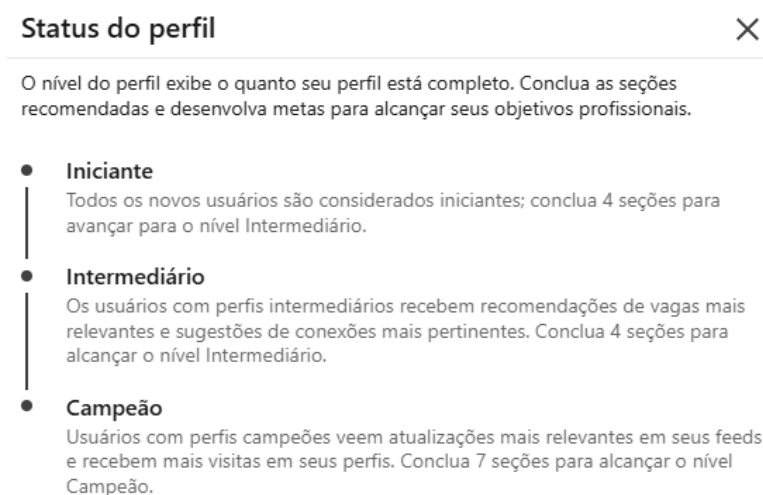 Status do perfil
O nível do perfil exibe o quanto seu perfil está completo. Conclua as seções
recomendadas e desenvolva metas para alcançar seus objetivos profissionais.
Iniciante
Todos os novos usuários são considerados iniciantes; conclua 4 seções para
avançar para o nível Intermediário.
Intermediário
Os usuários com perfis intermediários recebem recomendações de vagas mais
relevantes e sugestões de conexões mais pertinentes. Conclua 4 seções para
alcançar o nível Intermediário.
Campeão
Usuários com perfis campeões veem atualizações mais relevantes em seus feeds
e recebem mais visitas em seus perfis. Conclua 7 seções para alcançar o nível
Campeão.